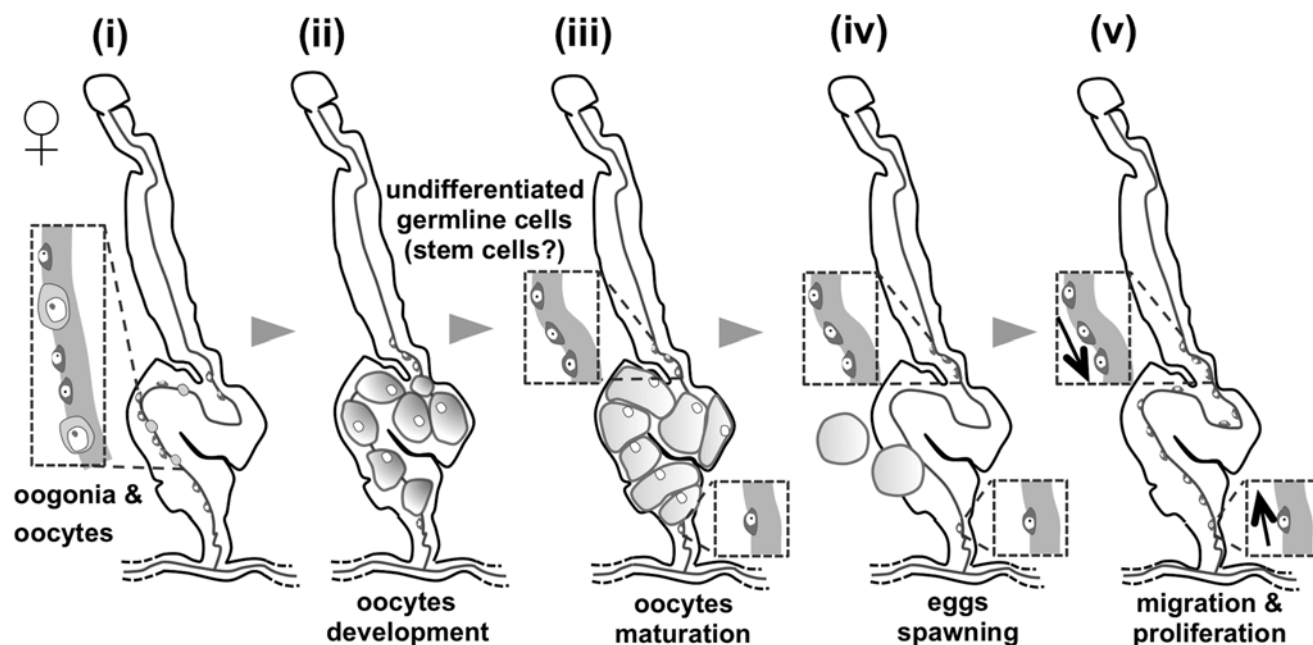 (i)
(ii)
(iii)
(iv)
(v)
undifferentiated
germline cells
(stem cells?)
oogonia &
oocytes
oocytes
development
oocytes
maturation
eggs
spawning
migration &
proliferation